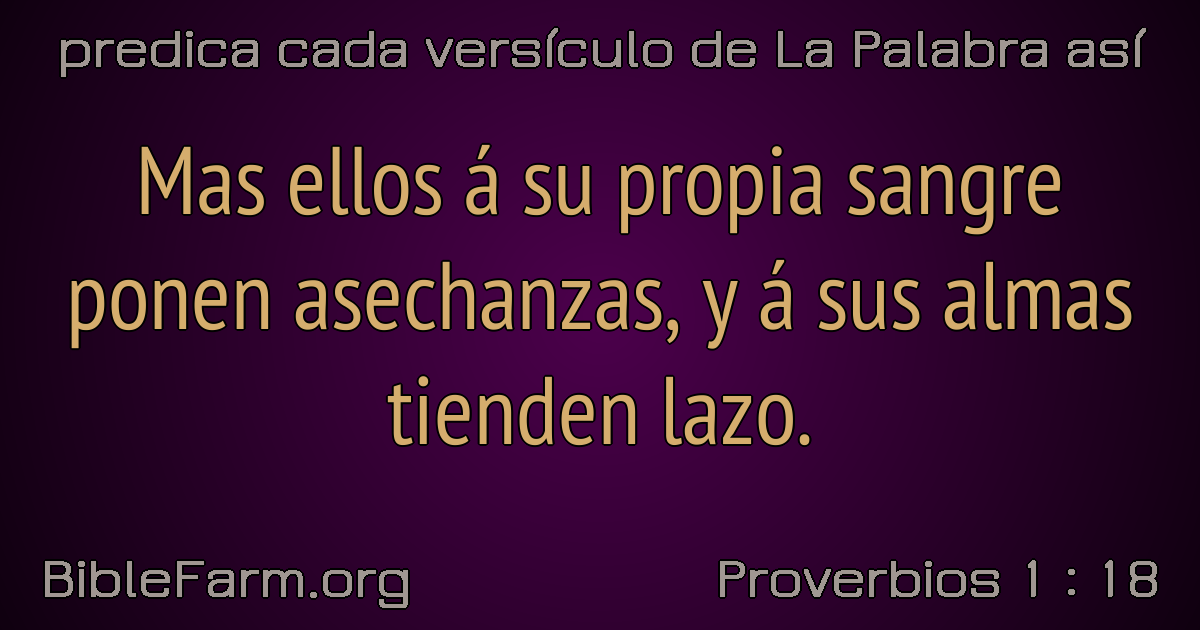 predica cada versículo de La Palabra así
Mas ellos á su propia sangre
ponen asechanzas, y á sus almas
tienden lazo.
BibleFarm.org
Proverbios 1 : 18